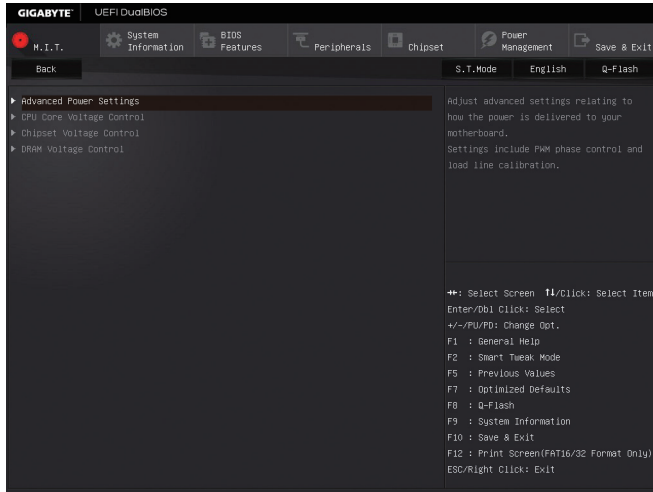 GIGABYTE™ UEFI DualBIOS
M.I.T.
System
Information
BIOS
Features
Peripherals
Chipset
Power
Management
Save & Exit
Back
S.T.Mode English Q-Flash
Advanced Power Settings
CPU Core Voltage Control
Chipset Voltage Control
DRAM Voltage Control
Adjust advanced settings relating to
how the power is delivered to your
motherboard.
Settings include PWM phase control and
load line calibration.
→←: Select Screen ↑↓/Click: Select Item
Enter/Dbl Click: Select
+/-/PU/PD: Change Opt.
F1 : General Help
F2 : Smart Tweak Mode
F5 : Previous Values
F7 : Optimized Defaults
F8 : Q-Flash
F9 : System Information
F10 : Save & Exit
F12 : Print Screen(FAT16/32 Format Only)
ESC/Right Click: Exit